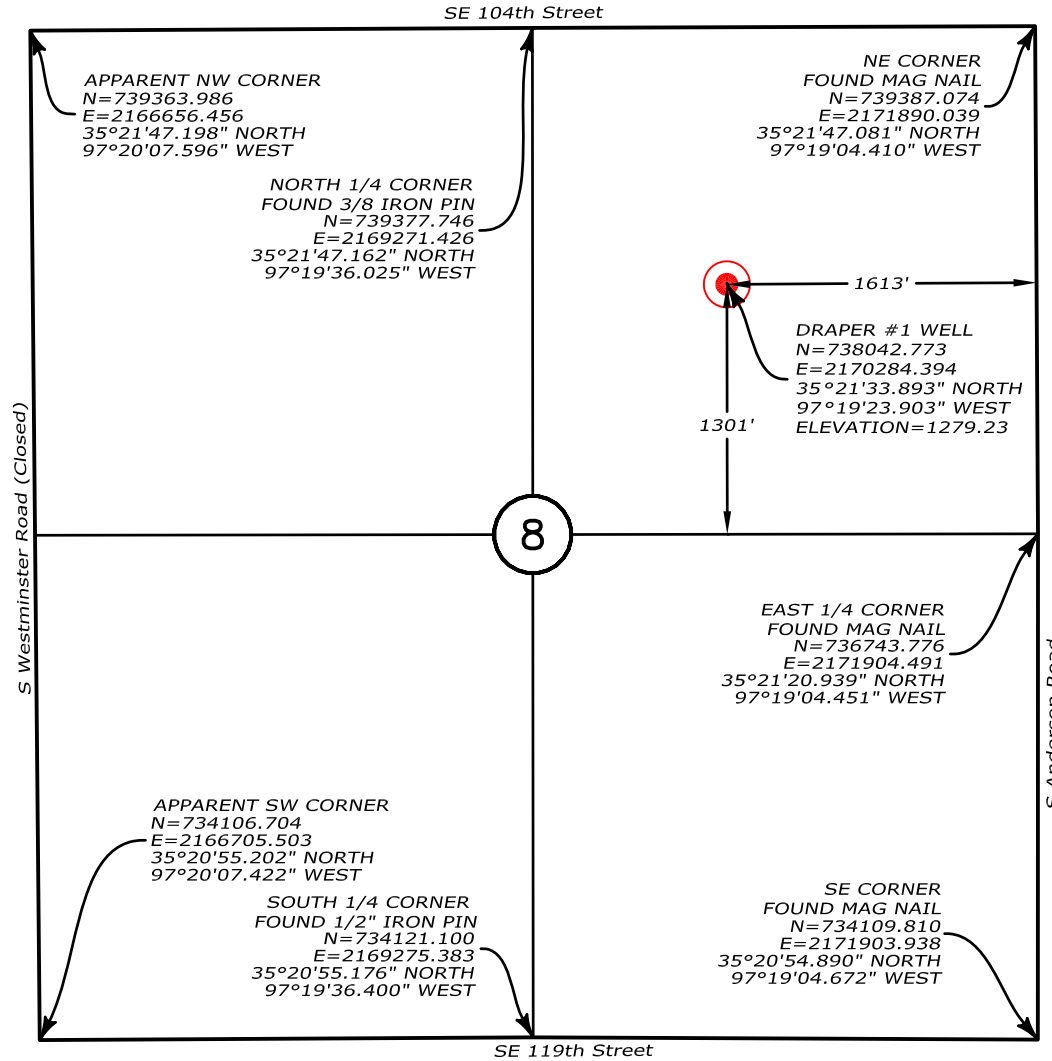 SE 104th Street
APPARENT NW CORNER
N=739363.986
E=2166656.456
35°21'47.198" NORTH
97°20'07.596" WEST
NE CORNER
FOUND MAG NAIL
N=739387.074
E=2171890.039
35°21'47.081" NORTH
97°19'04.410" WEST
NORTH 1/4 CORNER
FOUND 3/8 IRON PIN
N=739377.746
E=2169271.426
35°21'47.162" NORTH
97°19'36.025" WEST
1613'
DRAPER #1 WELL
N=738042.773
E=2170284.394
35°21'33.893" NORTH
97°19'23.903" WEST
ELEVATION=1279.23
1301'
S Westminster Road (Closed)
8
EAST 1/4 CORNER
FOUND MAG NAIL
N=736743.776
E=2171904.491
35°21'20.939" NORTH
97°19'04.451" WEST
S Anderson Road
APPARENT SW CORNER
N=734106.704
E=2166705.503
35°20'55.202" NORTH
97°20'07.422" WEST
SOUTH 1/4 CORNER
FOUND 1/2" IRON PIN
N=734121.100
E=2169275.383
35°20'55.176" NORTH
97°19'36.400" WEST
SE CORNER
FOUND MAG NAIL
N=734109.810
E=2171903.938
35°20'54.890" NORTH
97°19'04.672" WEST
SE 119th Street